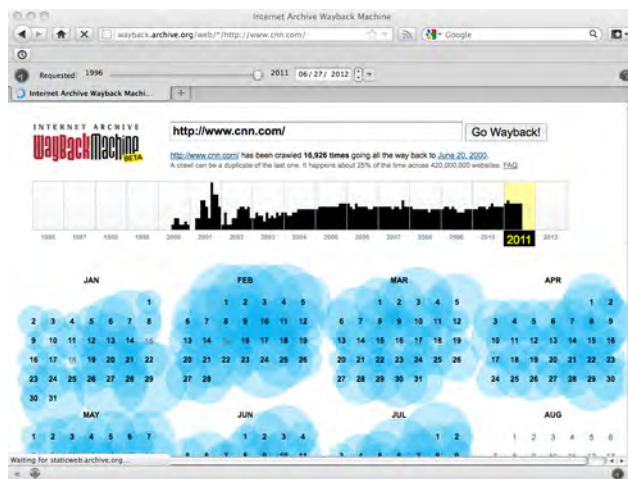 Internet Archive Wayback Machine
wayback.archive.org/web/*/http://www.cnn.com/
Google
Requested: 1996 2011 06/27/2012
Internet Archive Wayback Machi...
INTERNET ARCHIVE
WayBackMachine
BETA
http://www.cnn.com/ Go Wayback!
http://www.cnn.com/ has been crawled 16,926 times going all the way back to June 20, 2000.
A crawl can be a duplicate of the last one. It happens about 25% of the time across 420,000,000 websites. FAQ
1996 1997 1998 1999 2000 2001 2002 2003 2004 2005 2006 2007 2008 2009 2010 2011 2012
JAN FEB MAR APR
1 1 2 3 4 5 1 2 3 4 5 1 2
2 3 4 5 6 7 8 6 7 8 9 10 11 12 6 7 8 9 10 11 12 3 4 5 6 7 8 9
9 10 11 12 13 14 15 13 14 15 16 17 18 19 13 14 15 16 17 18 19 10 11 12 13 14 15 16
16 17 18 19 20 21 22 20 21 22 23 24 25 26 20 21 22 23 24 25 26 17 18 19 20 21 22 23
23 24 25 26 27 28 29 27 28 27 28 29 30 31 24 25 26 27 28 29 30
30 31
MAY JUN JUL AUG
1 2 3 4 5 6 7 1 2 3 4 1 2 1 2 3 4 5 6
Waiting for staticweb.archive.org...